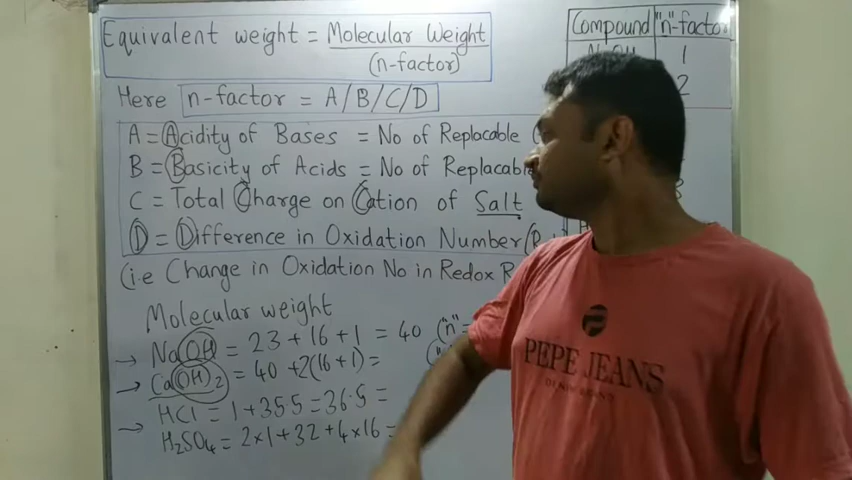 Equivalent weight = Molecular Weight
(n-factor)
Here n-factor = A/B/C/D
A = Acidity of Bases = No of Replacable (
B = Basicity of Acids = No of Replacable
C = Total Charge on Cation of Salt
D = Difference in Oxidation Number (R
(i.e Change in Oxidation No in Redox R
Molecular weight
NaOH = 23 + 16 + 1 = 40 ("n" =
Ca(OH)2 = 40 + 2(16 + 1) =
HCl = 1 + 35.5 = 36.5 =
H2SO4 = 2×1 + 32 + 4×16 =
Compound "n"-factor
1
2
PEPE JEANS